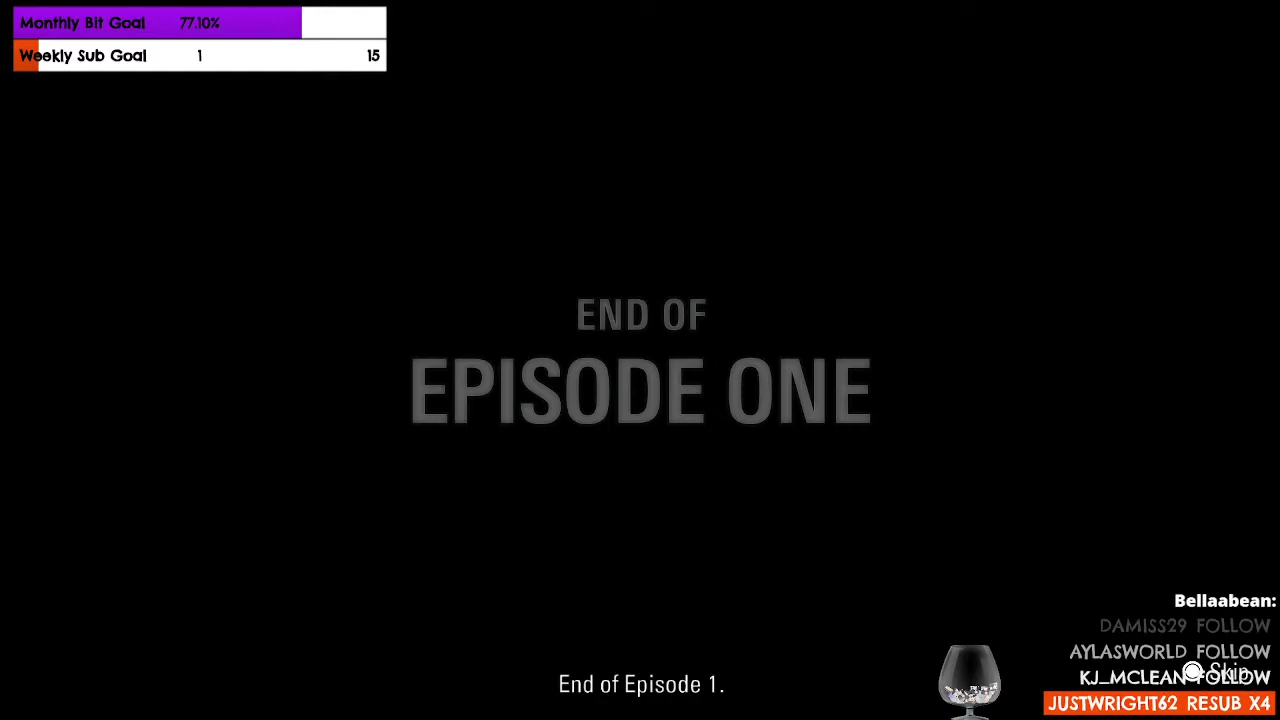 Monthly Bit Goal 77.10%
Weekly Sub Goal 1 15
END OF
EPISODE ONE
End of Episode 1.
Bellaabean:
DAMISS29 FOLLOW
AYLASWORLD FOLLOW
KJ_MCLEAN FOLLOW
Skip
JUSTWRIGHT62 RESUB X4